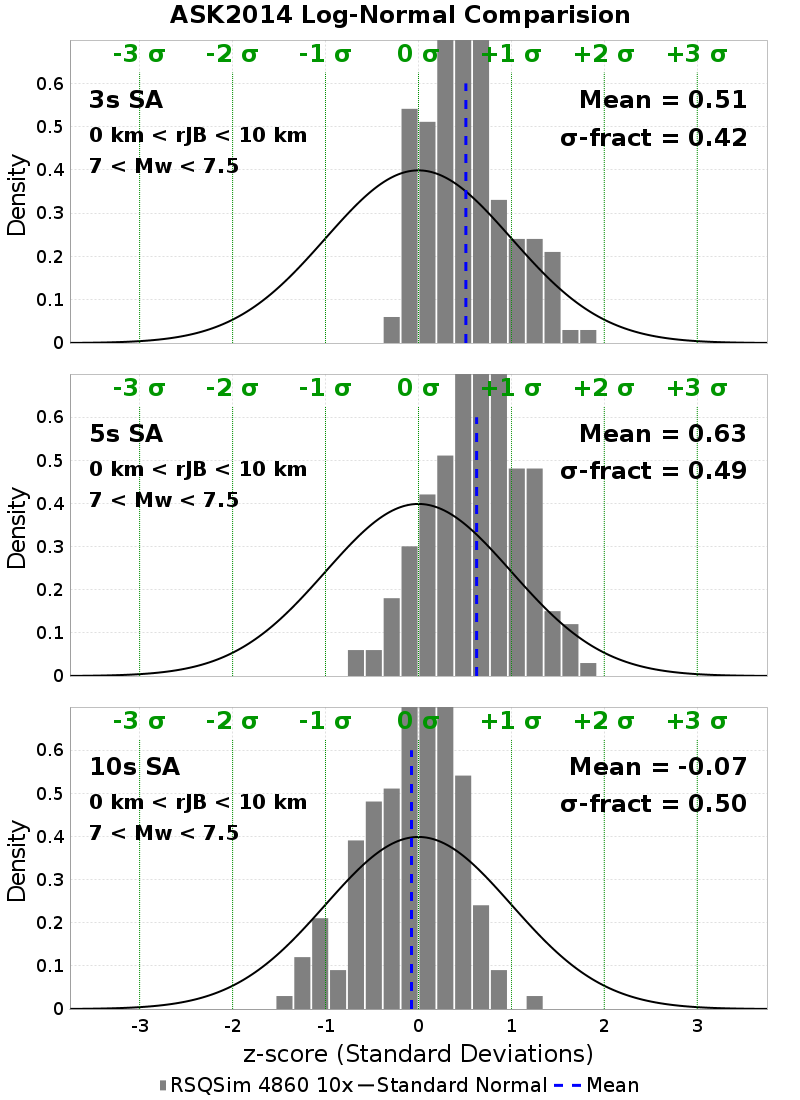 ASK2014 Log-Normal Comparision
-3 σ -2 σ -1 σ 0 σ +1 σ +2 σ +3 σ
0.6
0.5
0.4
0.3
0.2
0.1
0
Density
3s SA
0 km < rJB < 10 km
7 < Mw < 7.5
Mean = 0.51
σ-fract = 0.42
-3 σ -2 σ -1 σ 0 σ +1 σ +2 σ +3 σ
0.6
0.5
0.4
0.3
0.2
0.1
0
Density
5s SA
0 km < rJB < 10 km
7 < Mw < 7.5
Mean = 0.63
σ-fract = 0.49
-3 σ -2 σ -1 σ 0 σ +1 σ +2 σ +3 σ
0.6
0.5
0.4
0.3
0.2
0.1
0
Density
10s SA
0 km < rJB < 10 km
7 < Mw < 7.5
Mean = -0.07
σ-fract = 0.50
-3 -2 -1 0 1 2 3
z-score (Standard Deviations)
RSQSim 4860 10x Standard Normal Mean